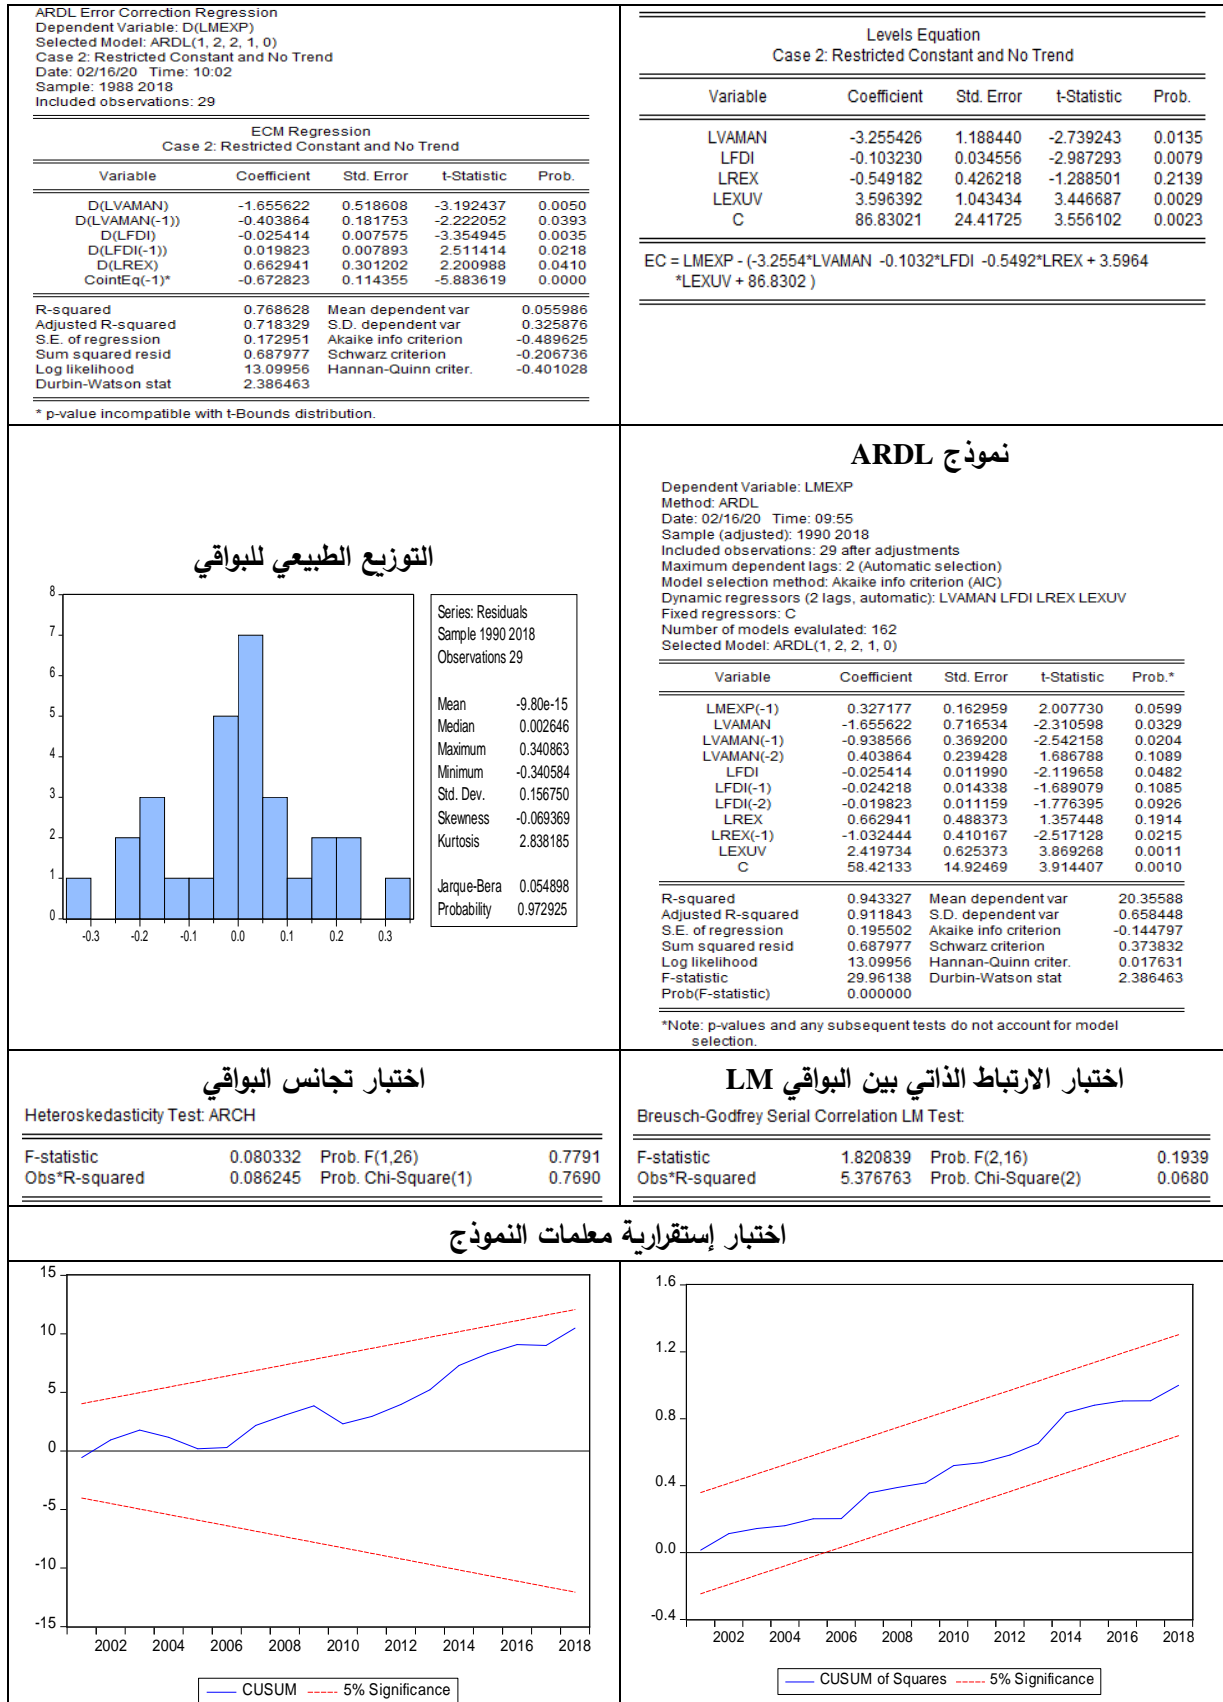 ARDL Error Correction Regression
Dependent Variable: D(LMEXP)
Selected Model: ARDL(1, 2, 2, 1, 0)
Case 2: Restricted Constant and No Trend
Date: 02/16/20 Time: 10:02
Sample: 1988 2018
Included observations: 29
ECM Regression
Case 2: Restricted Constant and No Trend
Variable Coefficient Std. Error t-Statistic Prob.
D(LVAMAN) -1.655622 0.518608 -3.192437 0.0050
D(LVAMAN(-1)) -0.403864 0.181753 -2.222052 0.0393
D(LFDI) -0.025414 0.007575 -3.354945 0.0035
D(LFDI(-1)) 0.019823 0.007893 2.511414 0.0218
D(LREX) 0.662941 0.301202 2.200988 0.0410
CointEq(-1)* -0.672823 0.114355 -5.883619 0.0000
R-squared 0.768628 Mean dependent var 0.055986
Adjusted R-squared 0.718329 S.D. dependent var 0.325876
S.E. of regression 0.172951 Akaike info criterion -0.489625
Sum squared resid 0.687977 Schwarz criterion -0.206736
Log likelihood 13.09956 Hannan-Quinn criter. -0.401028
Durbin-Watson stat 2.386463
* p-value incompatible with t-Bounds distribution.
Levels Equation
Case 2: Restricted Constant and No Trend
Variable Coefficient Std. Error t-Statistic Prob.
LVAMAN -3.255426 1.188440 -2.739243 0.0135
LFDI -0.103230 0.034556 -2.987293 0.0079
LREX -0.549182 0.426218 -1.288501 0.2139
LEXUV 3.596392 1.043434 3.446687 0.0029
C 86.83021 24.41725 3.556102 0.0023
EC = LMEXP - (-3.2554*LVAMAN -0.1032*LFDI -0.5492*LREX + 3.5964
*LEXUV + 86.8302 )
التوزيع الطبيعي للبواقي
8
7
6
5
4
3
2
1
0
-0.3 -0.2 -0.1 0.0 0.1 0.2 0.3
Series: Residuals
Sample 1990 2018
Observations 29
Mean -9.80e-15
Median 0.002646
Maximum 0.340863
Minimum -0.340584
Std. Dev. 0.156750
Skewness -0.069369
Kurtosis 2.838185
Jarque-Bera 0.054898
Probability 0.972925
نموذج ARDL
Dependent Variable: LMEXP
Method: ARDL
Date: 02/16/20 Time: 09:55
Sample (adjusted): 1990 2018
Included observations: 29 after adjustments
Maximum dependent lags: 2 (Automatic selection)
Model selection method: Akaike info criterion (AIC)
Dynamic regressors (2 lags, automatic): LVAMAN LFDI LREX LEXUV
Fixed regressors: C
Number of models evalulated: 162
Selected Model: ARDL(1, 2, 2, 1, 0)
Variable Coefficient Std. Error t-Statistic Prob.*
LMEXP(-1) 0.327177 0.162959 2.007730 0.0599
LVAMAN -1.655622 0.716534 -2.310598 0.0329
LVAMAN(-1) -0.938566 0.369200 -2.542158 0.0204
LVAMAN(-2) 0.403864 0.239428 1.686788 0.1089
LFDI -0.025414 0.011990 -2.119658 0.0482
LFDI(-1) -0.024218 0.014338 -1.689079 0.1085
LFDI(-2) -0.019823 0.011159 -1.776395 0.0926
LREX 0.662941 0.488373 1.357448 0.1914
LREX(-1) -1.032444 0.410167 -2.517128 0.0215
LEXUV 2.419734 0.625373 3.869268 0.0011
C 58.42133 14.92469 3.914407 0.0010
R-squared 0.943327 Mean dependent var 20.35588
Adjusted R-squared 0.911843 S.D. dependent var 0.658448
S.E. of regression 0.195502 Akaike info criterion -0.144797
Sum squared resid 0.687977 Schwarz criterion 0.373832
Log likelihood 13.09956 Hannan-Quinn criter. 0.017631
F-statistic 29.96138 Durbin-Watson stat 2.386463
Prob(F-statistic) 0.000000
*Note: p-values and any subsequent tests do not account for model
selection.
اختبار تجانس البواقي
Heteroskedasticity Test: ARCH
F-statistic 0.080332 Prob. F(1,26) 0.7791
Obs*R-squared 0.086245 Prob. Chi-Square(1) 0.7690
اختبار الارتباط الذاتي بين البواقي LM
Breusch-Godfrey Serial Correlation LM Test:
F-statistic 1.820839 Prob. F(2,16) 0.1939
Obs*R-squared 5.376763 Prob. Chi-Square(2) 0.0680
اختبار إستقرارية معلمات النموذج
15
10
5
0
-5
-10
-15
2002 2004 2006 2008 2010 2012 2014 2016 2018
CUSUM 5% Significance
1.6
1.2
0.8
0.4
0.0
-0.4
2002 2004 2006 2008 2010 2012 2014 2016 2018
CUSUM of Squares 5% Significance